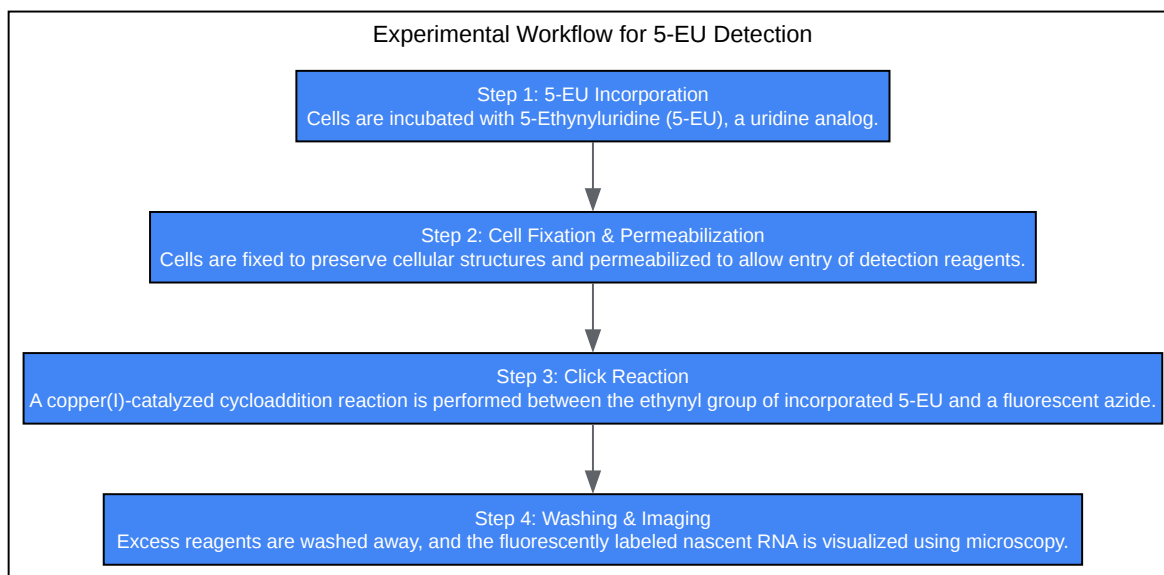 Experimental Workflow for 5-EU Detection
Step 1: 5-EU Incorporation
Cells are incubated with 5-Ethynyluridine (5-EU), a uridine analog.
Step 2: Cell Fixation & Permeabilization
Cells are fixed to preserve cellular structures and permeabilized to allow entry of detection reagents.
Step 3: Click Reaction
A copper(I)-catalyzed cycloaddition reaction is performed between the ethynyl group of incorporated 5-EU and a fluorescent azide.
Step 4: Washing & Imaging
Excess reagents are washed away, and the fluorescently labeled nascent RNA is visualized using microscopy.